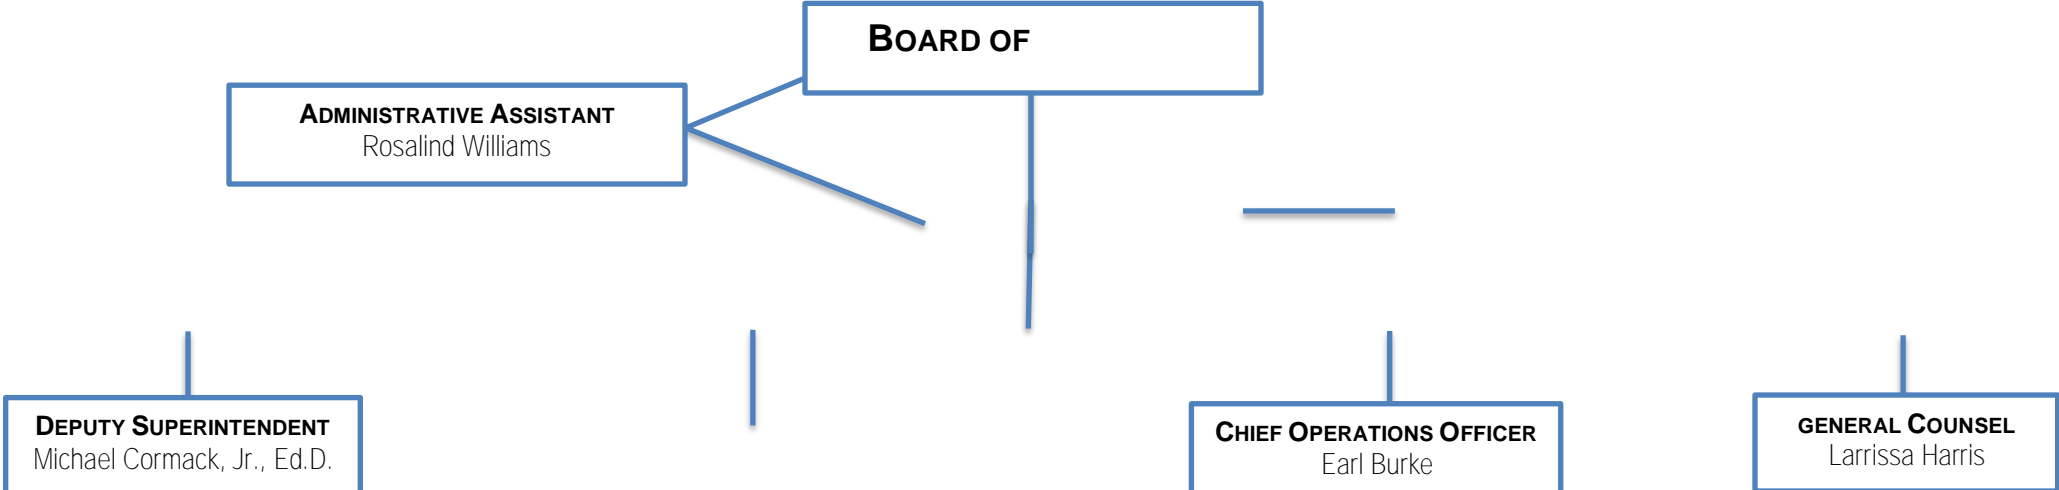 BOARD OF
ADMINISTRATIVE ASSISTANT
Rosalind Williams
DEPUTY SUPERINTENDENT
Michael Cormack, Jr., Ed.D.
CHIEF OPERATIONS OFFICER
Earl Burke
GENERAL COUNSEL
Larrissa Harris